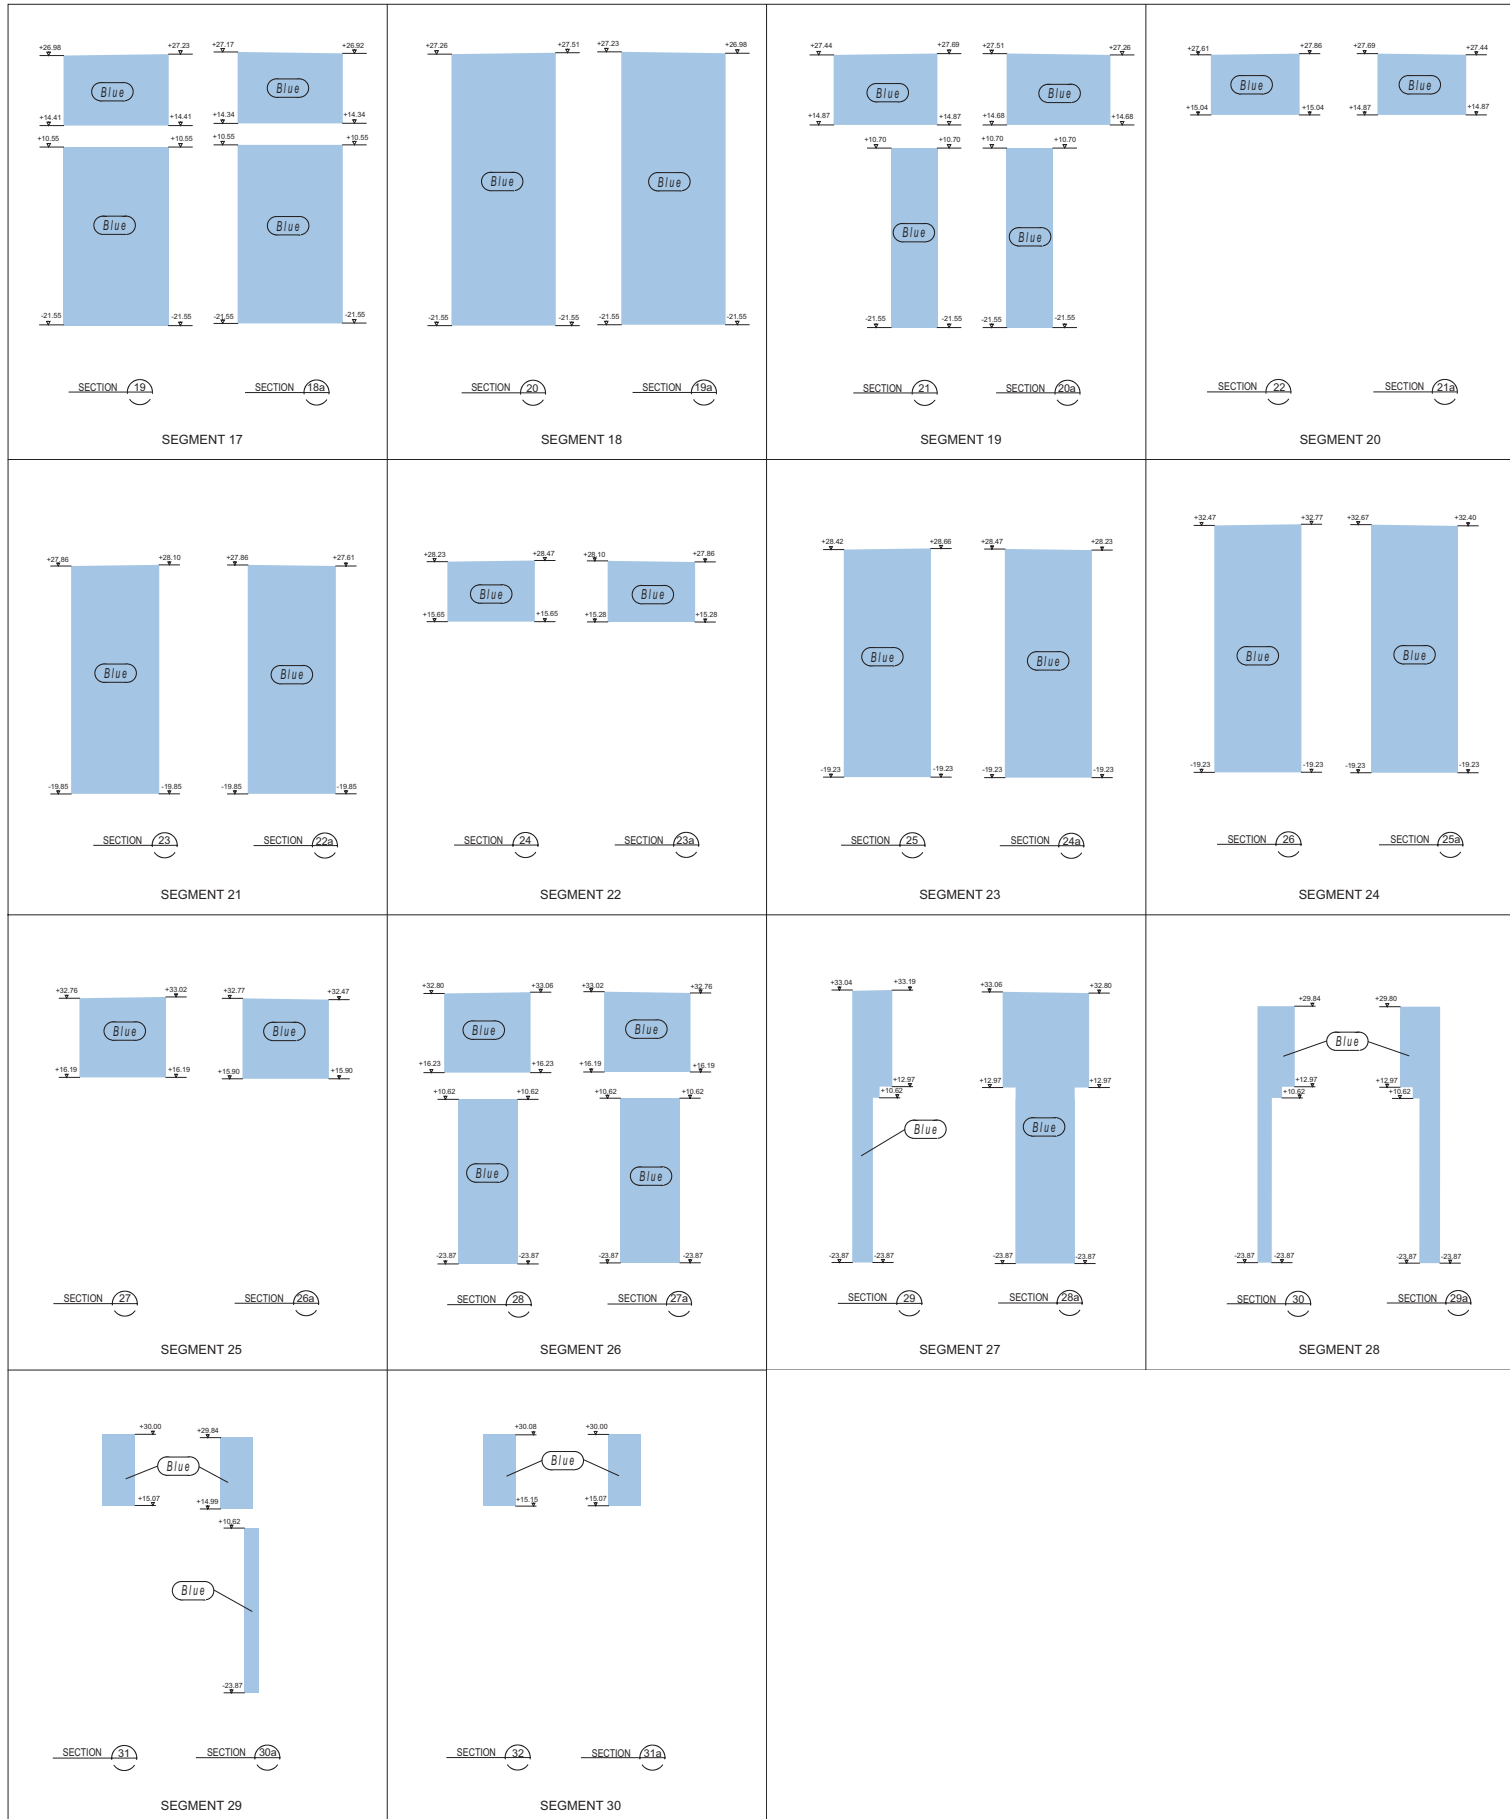 +26.98 +27.23 +27.17 +26.92
Blue Blue
+14.41 +14.41 +14.34 +14.34
+10.55 +10.55 +10.55 +10.55
Blue Blue
-21.55 -21.55 -21.55 -21.55
SECTION 19 SECTION 18a
SEGMENT 17
+27.26 +27.51 +27.23 +26.98
Blue Blue
-21.55 -21.55 -21.55 -21.55
SECTION 20 SECTION 19a
SEGMENT 18
+27.44 +27.69 +27.51 +27.26
Blue Blue
+14.87 +14.87 +14.68 +14.68
+10.70 +10.70 +10.70 +10.70
Blue Blue
-21.55 -21.55 -21.55 -21.55
SECTION 21 SECTION 20a
SEGMENT 19
+27.61 +27.86 +27.69 +27.44
Blue Blue
+15.04 +15.04 +14.87 +14.87
SECTION 22 SECTION 21a
SEGMENT 20
+27.86 +28.10 +27.86 +27.61
Blue Blue
-19.85 -19.85 -19.85 -19.85
SECTION 23 SECTION 22a
SEGMENT 21
+28.23 +28.47 +28.10 +27.86
Blue Blue
+15.65 +15.65 +15.28 +15.28
SECTION 24 SECTION 23a
SEGMENT 22
+28.42 +28.66 +28.47 +28.23
Blue Blue
-19.23 -19.23 -19.23 -19.23
SECTION 25 SECTION 24a
SEGMENT 23
+32.47 +32.77 +32.67 +32.40
Blue Blue
-19.23 -19.23 -19.23 -19.23
SECTION 26 SECTION 25a
SEGMENT 24
+32.76 +33.02 +32.77 +32.47
Blue Blue
+16.19 +16.19 +15.90 +15.90
SECTION 27 SECTION 26a
SEGMENT 25
+32.80 +33.06 +33.02 +32.76
Blue Blue
+16.23 +16.23 +16.19 +16.19
+10.62 +10.62 +10.62 +10.62
Blue Blue
-23.87 -23.87 -23.87 -23.87
SECTION 28 SECTION 27a
SEGMENT 26
+33.04 +33.19 +33.06 +32.80
+12.97 +12.97 +12.97
+10.62
Blue Blue
-23.87 -23.87 -23.87 -23.87
SECTION 29 SECTION 28a
SEGMENT 27
+29.84 +29.80
Blue
+12.97 +12.97
+10.62 +10.62
-23.87 -23.87 -23.87 -23.87
SECTION 30 SECTION 29a
SEGMENT 28
+30.00 +29.84
Blue
+15.07 +14.99
+10.62
Blue
-23.87
SECTION 31 SECTION 30a
SEGMENT 29
+30.08 +30.00
Blue
+15.15 +15.07
SECTION 32 SECTION 31a
SEGMENT 30